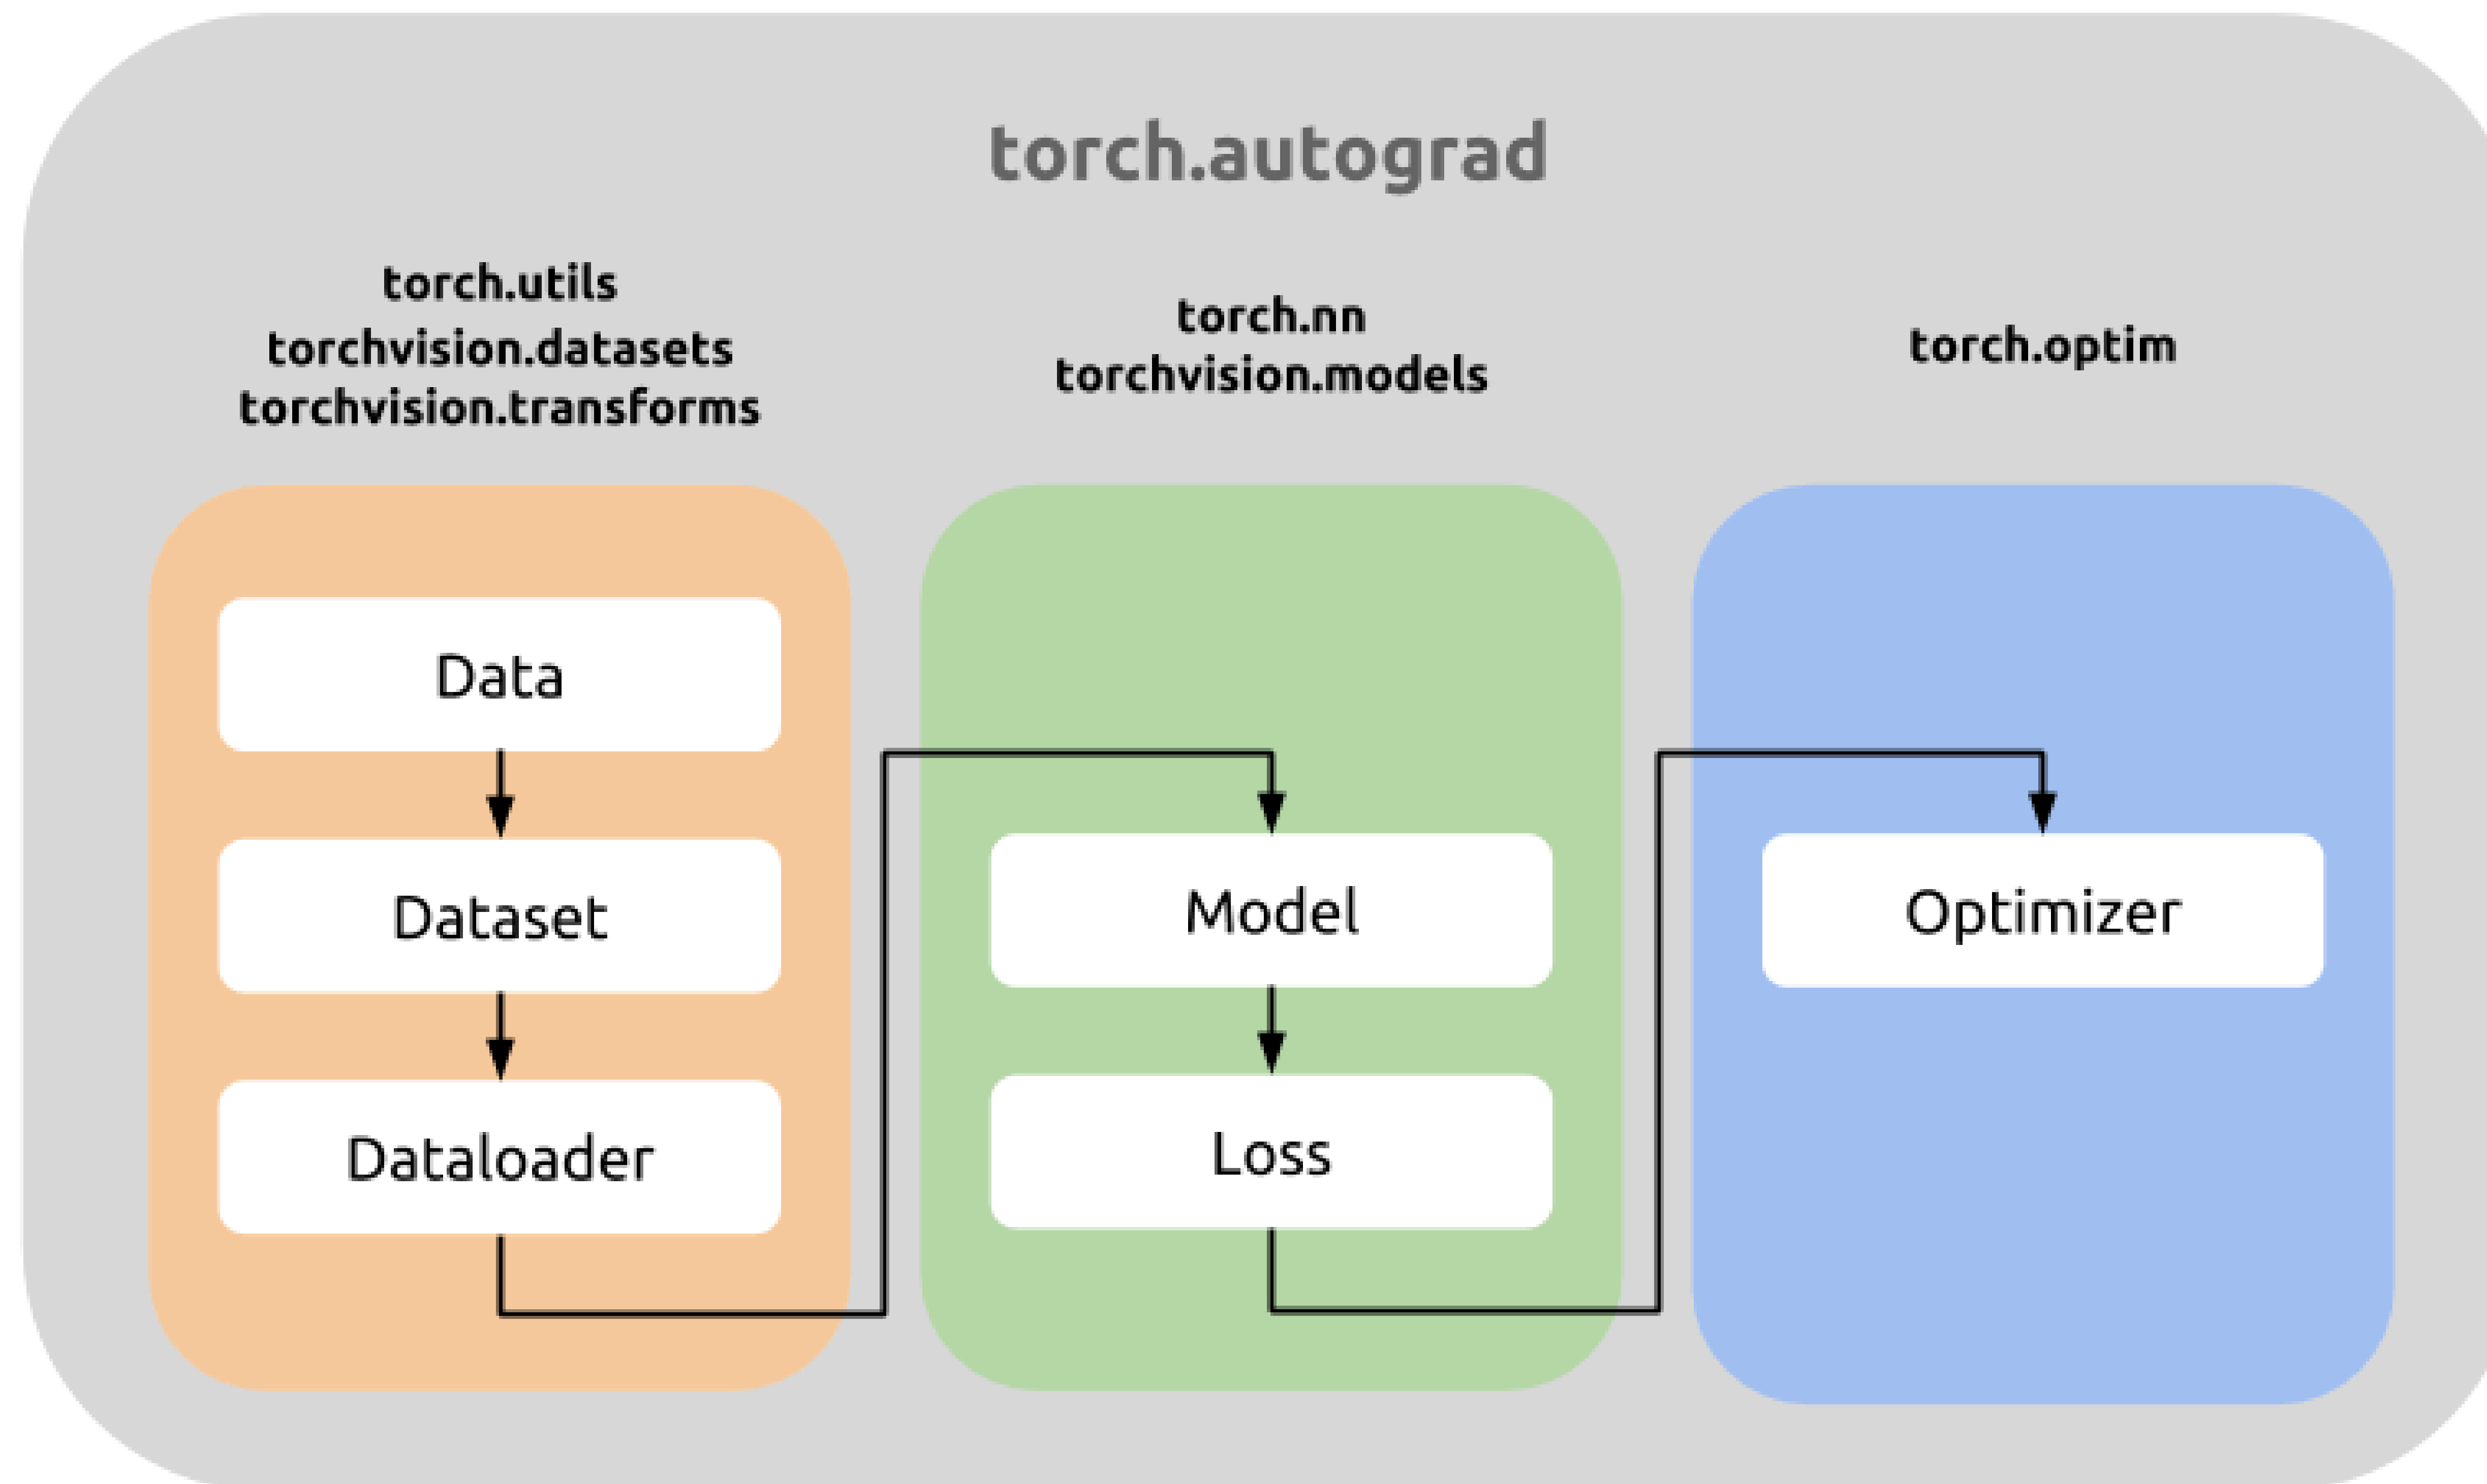 torch.autograd
torch.utils
torchvision.datasets
torchvision.transforms
torch.nn
torchvision.models
torch.optim
Data
Dataset
Dataloader
Model
Loss
Optimizer